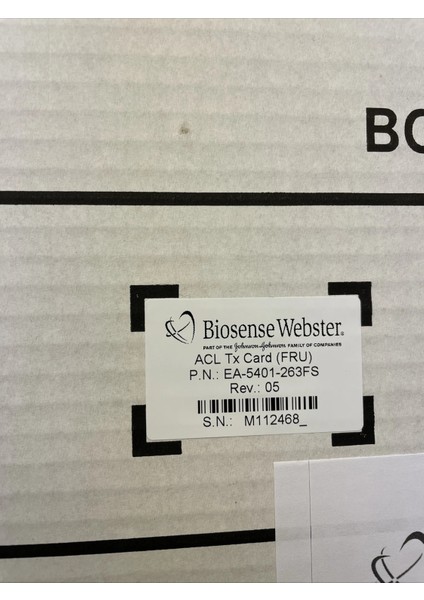 BO
Biosense Webster®
PART OF THE Johnson&Johnson FAMILY OF COMPANIES
ACL Tx Card (FRU)
P.N.: EA-5401-263FS
Rev.: 05
S.N.: M112468_